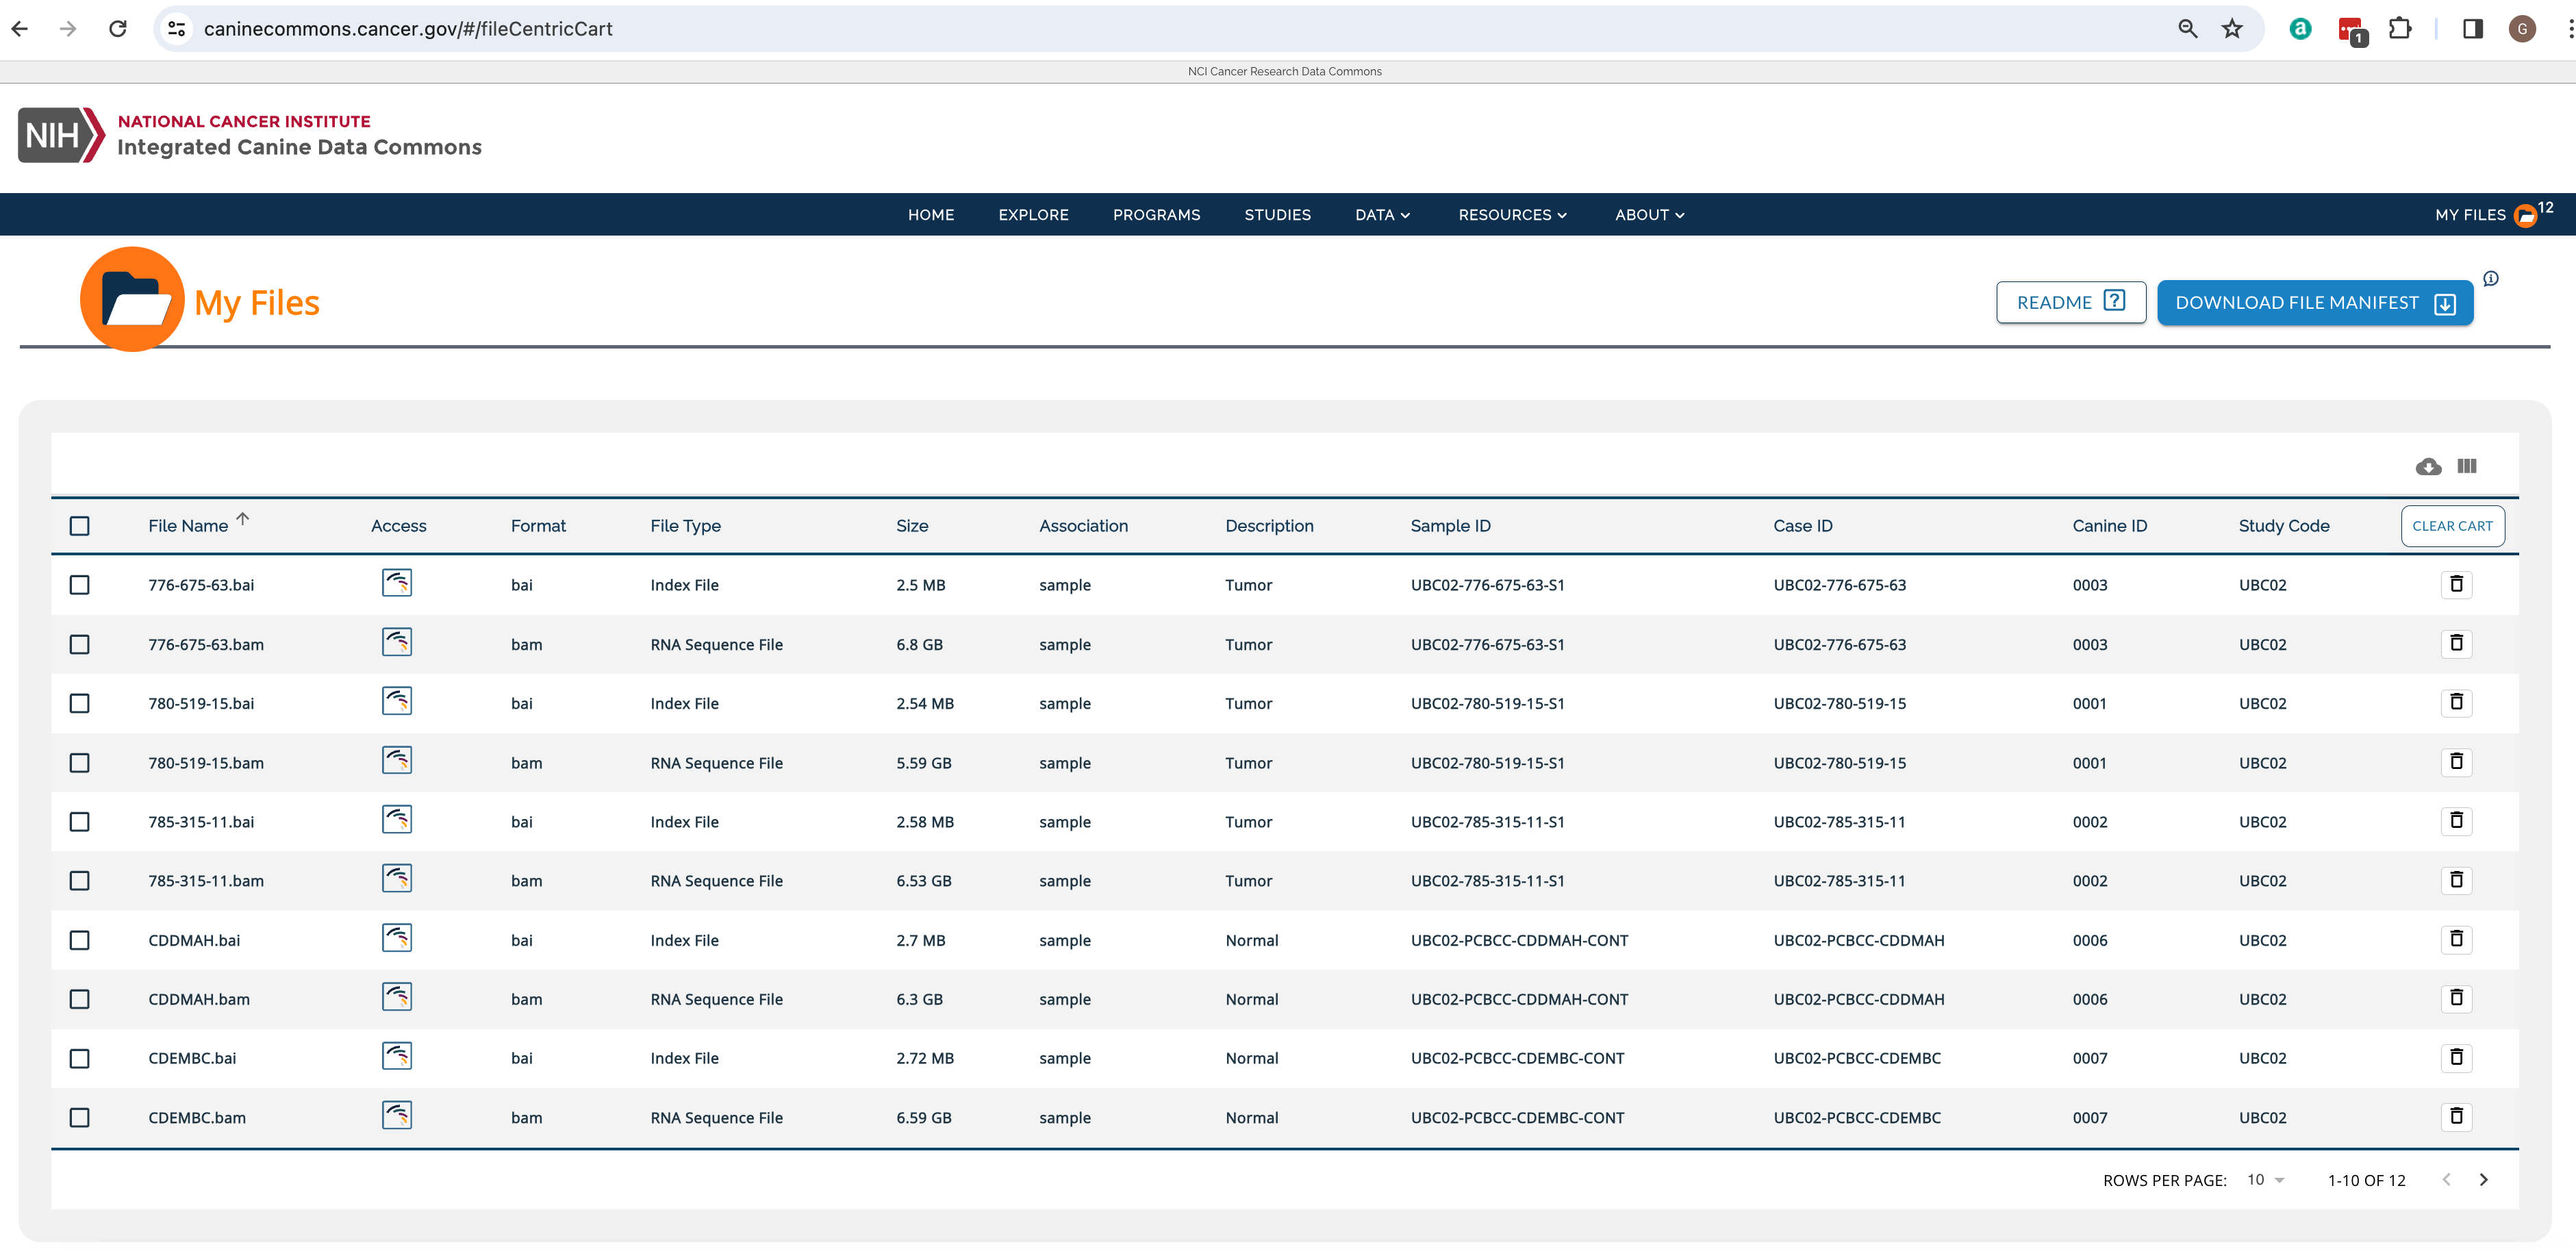 caninecommons.cancer.gov/#/fileCentricCart
a
1
G
NCI Cancer Research Data Commons
NIH
NATIONAL CANCER INSTITUTE
Integrated Canine Data Commons
HOME EXPLORE PROGRAMS STUDIES DATA RESOURCES ABOUT MY FILES 12
My Files
README ? DOWNLOAD FILE MANIFEST i
File Name Access Format File Type Size Association Description Sample ID Case ID Canine ID Study Code CLEAR CART
776-675-63.bai bai Index File 2.5 MB sample Tumor UBC02-776-675-63-S1 UBC02-776-675-63 0003 UBC02
776-675-63.bam bam RNA Sequence File 6.8 GB sample Tumor UBC02-776-675-63-S1 UBC02-776-675-63 0003 UBC02
780-519-15.bai bai Index File 2.54 MB sample Tumor UBC02-780-519-15-S1 UBC02-780-519-15 0001 UBC02
780-519-15.bam bam RNA Sequence File 5.59 GB sample Tumor UBC02-780-519-15-S1 UBC02-780-519-15 0001 UBC02
785-315-11.bai bai Index File 2.58 MB sample Tumor UBC02-785-315-11-S1 UBC02-785-315-11 0002 UBC02
785-315-11.bam bam RNA Sequence File 6.53 GB sample Tumor UBC02-785-315-11-S1 UBC02-785-315-11 0002 UBC02
CDDMAH.bai bai Index File 2.7 MB sample Normal UBC02-PCBCC-CDDMAH-CONT UBC02-PCBCC-CDDMAH 0006 UBC02
CDDMAH.bam bam RNA Sequence File 6.3 GB sample Normal UBC02-PCBCC-CDDMAH-CONT UBC02-PCBCC-CDDMAH 0006 UBC02
CDEMBC.bai bai Index File 2.72 MB sample Normal UBC02-PCBCC-CDEMBC-CONT UBC02-PCBCC-CDEMBC 0007 UBC02
CDEMBC.bam bam RNA Sequence File 6.59 GB sample Normal UBC02-PCBCC-CDEMBC-CONT UBC02-PCBCC-CDEMBC 0007 UBC02
ROWS PER PAGE: 10 1-10 OF 12